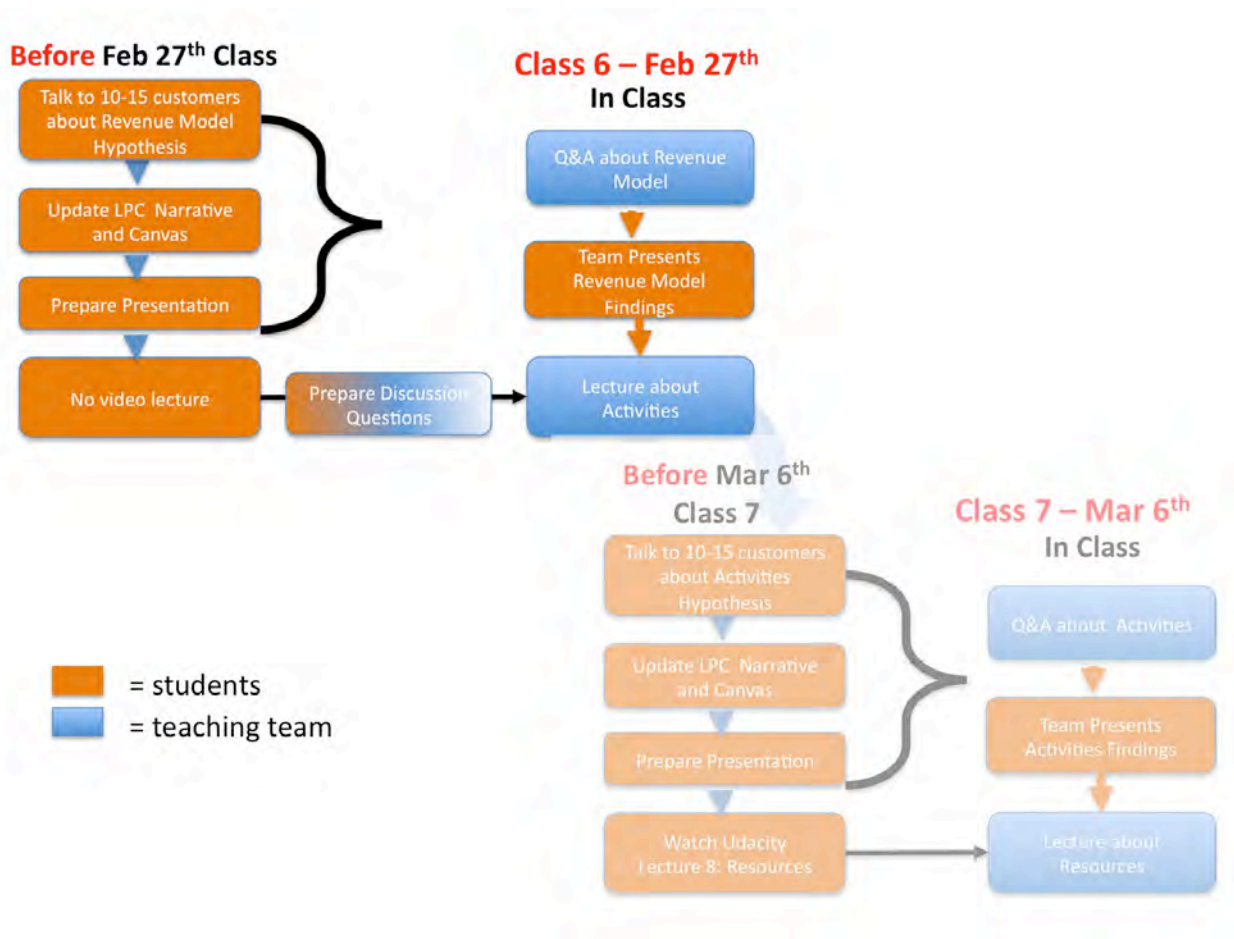 Before Feb 27th Class
Talk to 10-15 customers
about Revenue Model
Hypothesis
Update LPC Narrative
and Canvas
Prepare Presentation
No video lecture
Prepare Discussion
Questions
Class 6 – Feb 27th
In Class
Q&A about Revenue
Model
Team Presents
Revenue Model
Findings
Lecture about
Activities
Before Mar 6th
Class 7
Talk to 10-15 customers
about Activities
Hypothesis
Update LPC Narrative
and Canvas
Prepare Presentation
Watch Udacity
Lecture 8: Resources
Class 7 – Mar 6th
In Class
Q&A about Activities
Team Presents
Activities Findings
Lecture about
Resources
= students
= teaching team